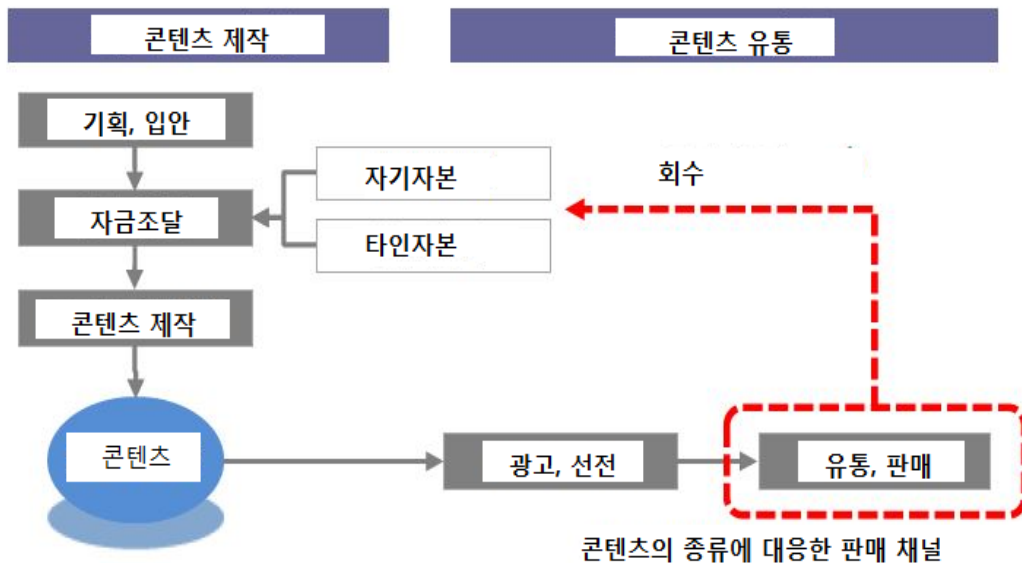 콘텐츠 제작
콘텐츠 유통
기획, 입안
자금조달
자기자본
타인자본
회수
콘텐츠 제작
콘텐츠
광고, 선전
유통, 판매
콘텐츠의 종류에 대응한 판매 채널